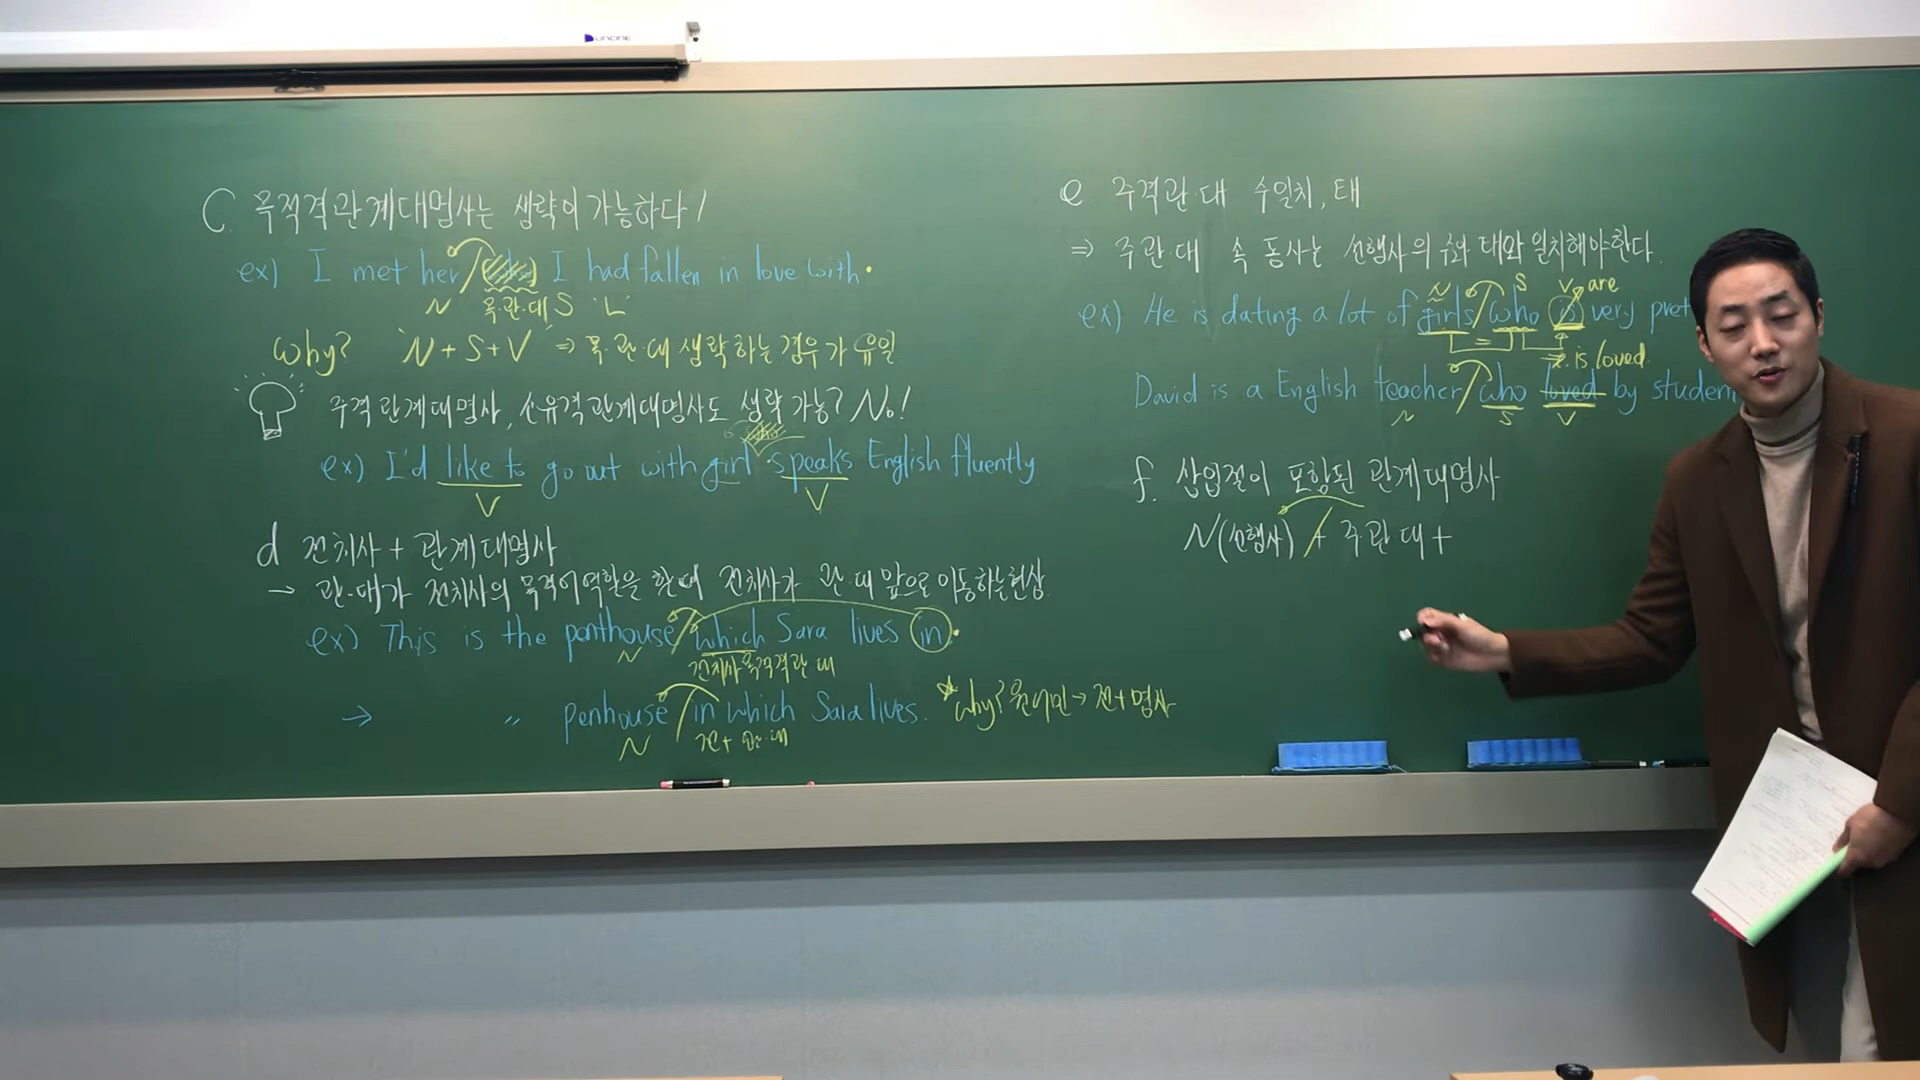 C. 목적격관계대명사는 생략이 가능하다!
ex) I met her/(who) I had fallen in love with.
N 목·관·대 S 'L'
why? N+S+V ⇒ 목·관·대 생략하는 경우가 유일
주격관계대명사, 소유격관계대명사도 생략 가능? No!
who
ex) I'd like to go out with girl speaks English fluently
V V
d 전치사 + 관계대명사
→ 관·대가 전치사의 목적어역할을 할때 전치사가 관·대 앞으로 이동하는현상
ex) This is the penthouse/which Sara lives in.
N 전치사목적격관·대
→ " penhouse/in which Sara lives. *why? 원어민→전+명사
N 전+관·대
e 주격관·대 수일치, 태
⇒ 주·관·대 속 동사는 선행사의 수와 태와 일치해야한다.
N S V are
ex) He is dating a lot of girls/who is very pret
=
is loved.
David is a English teacher/who loved by studen
N S V
f. 삽입절이 포함된 관계대명사
N(선행사) / + 주·관·대 +